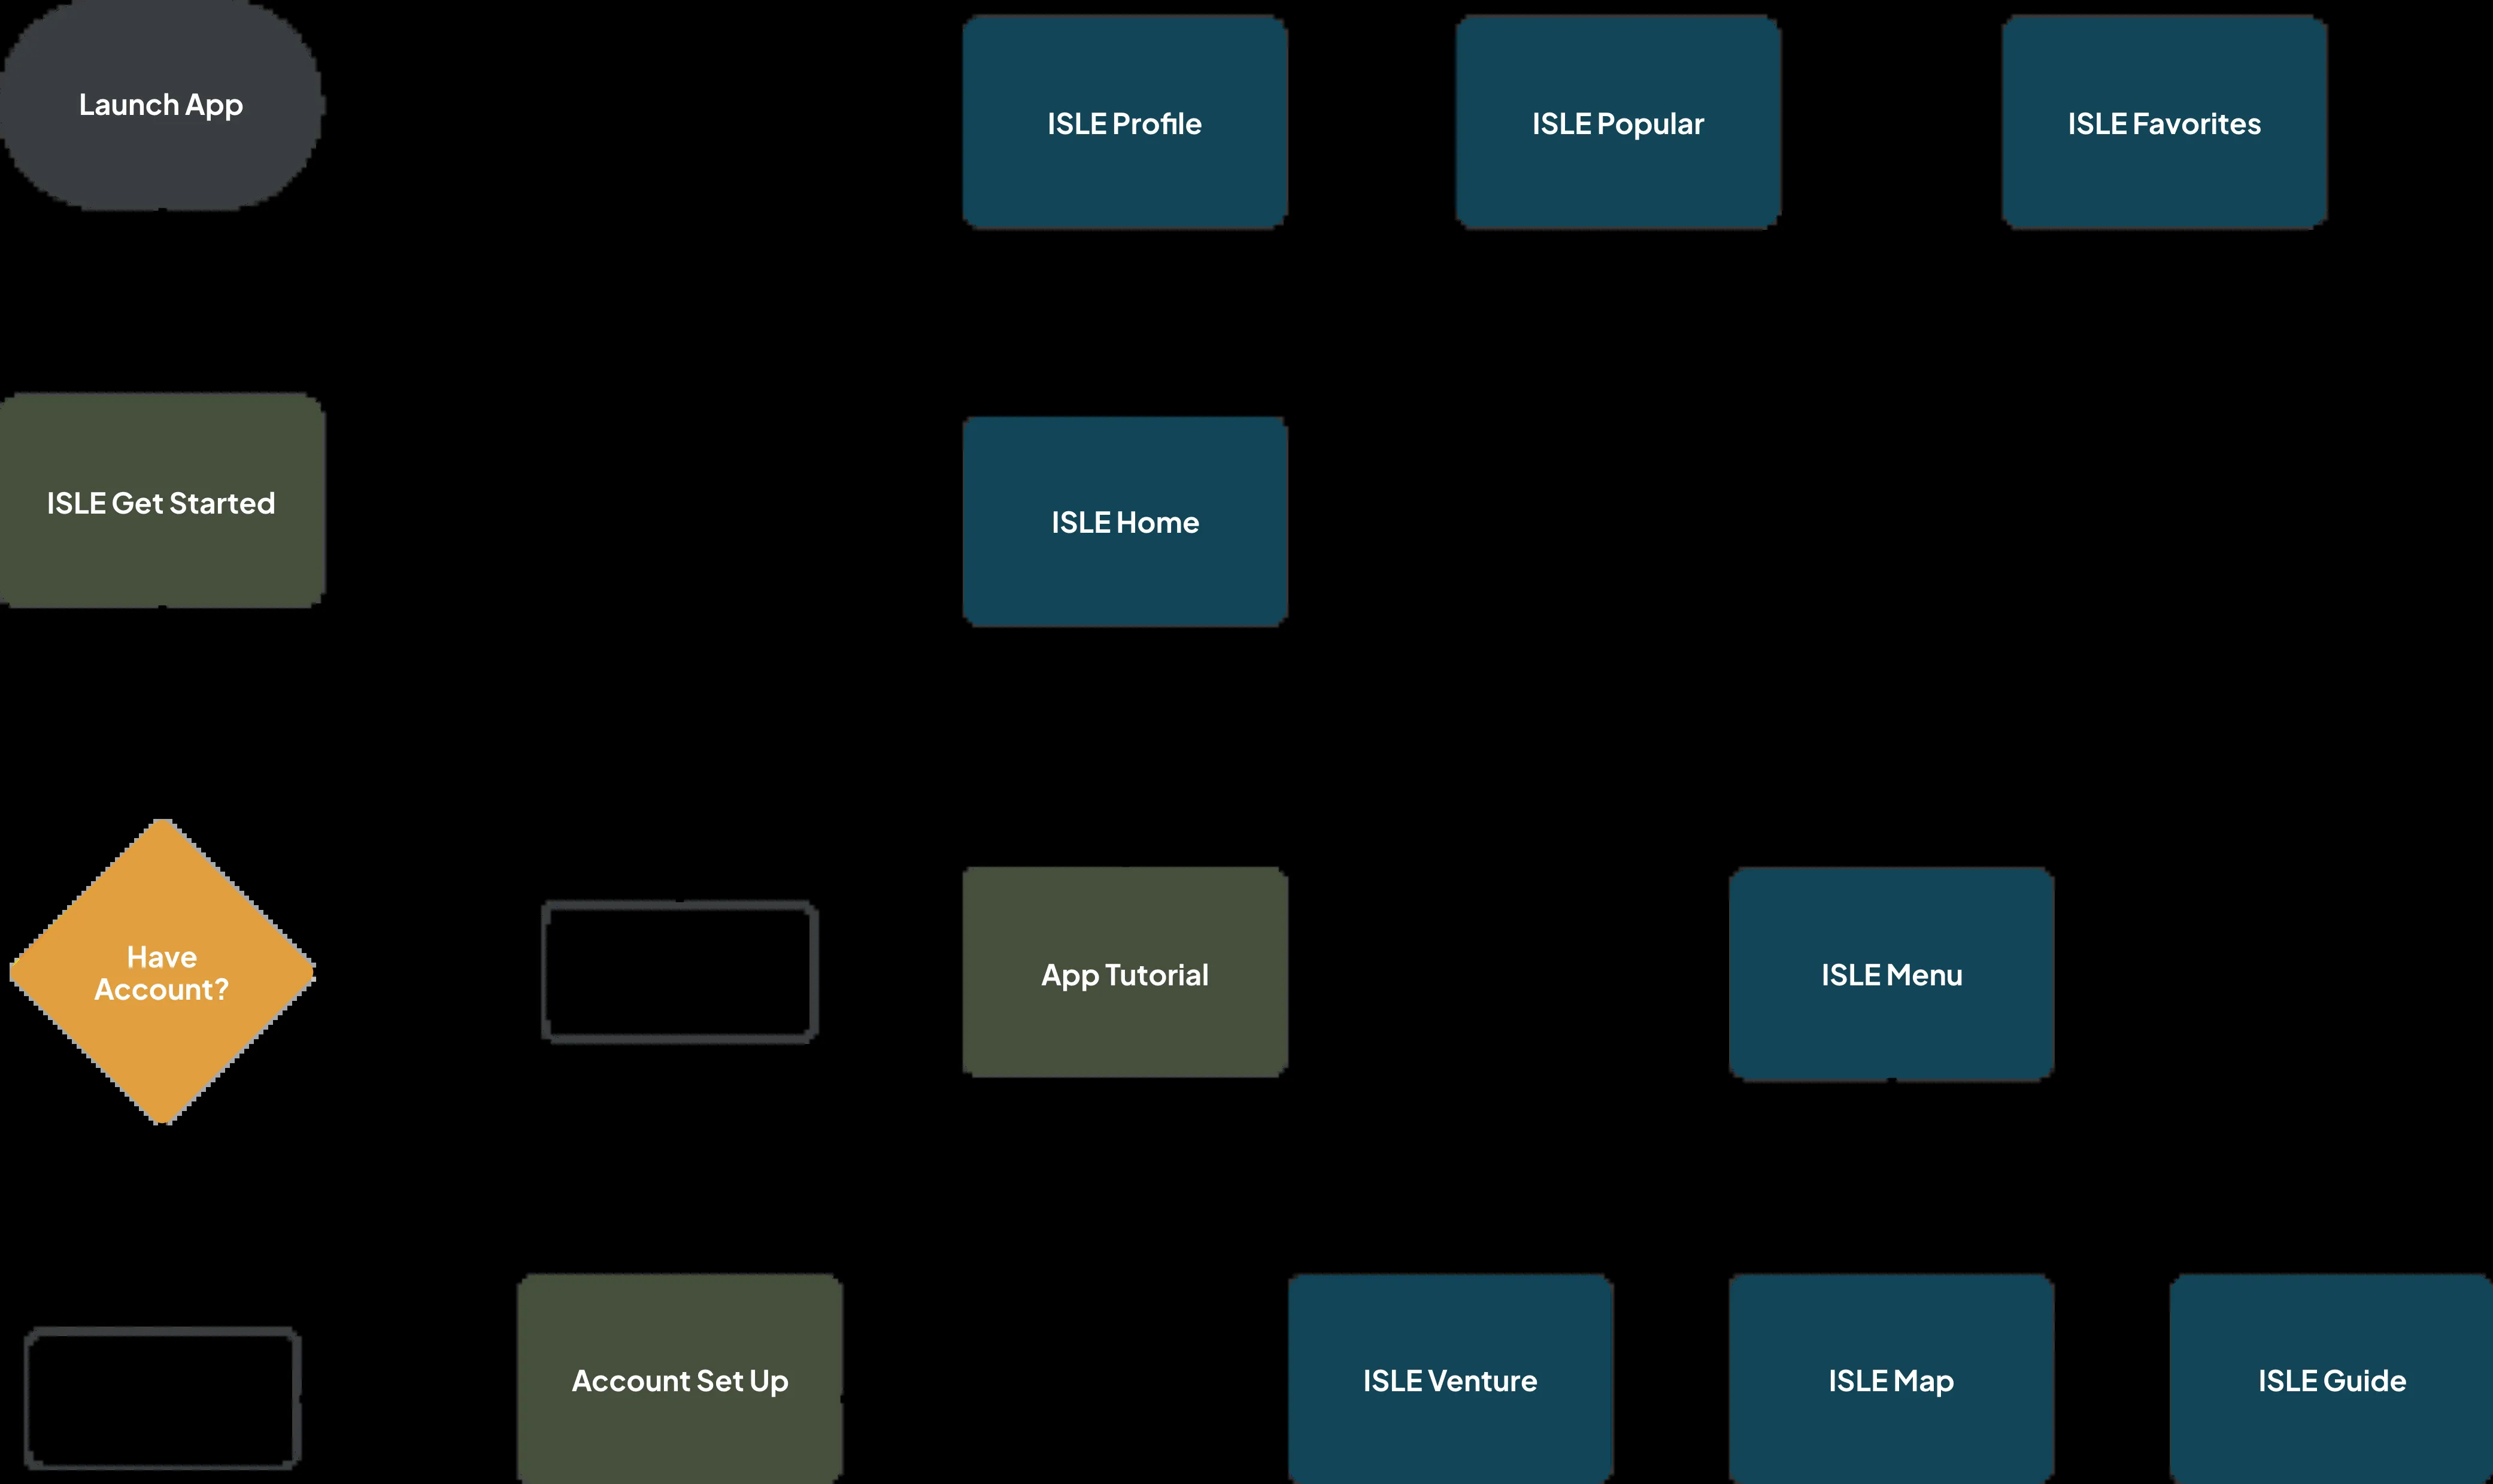 Launch App
ISLE Profile
ISLE Popular
ISLE Favorites
ISLE Get Started
ISLE Home
Have
Account?
App Tutorial
ISLE Menu
Account Set Up
ISLE Venture
ISLE Map
ISLE Guide